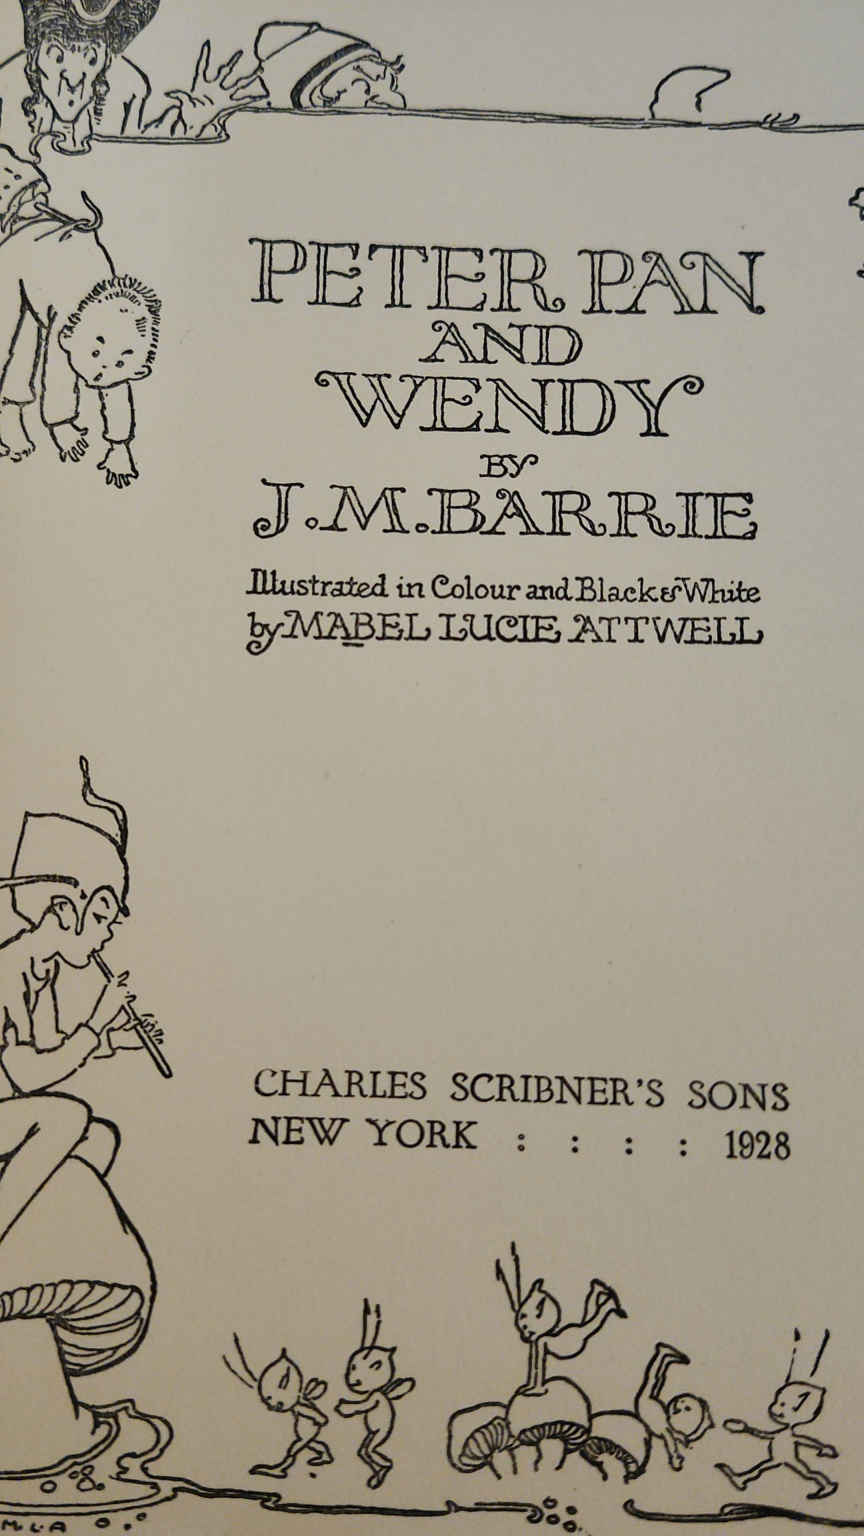 PETER PAN
AND
WENDY
BY
J.M.BARRIE
Illustrated in Colour and Black & White
by MABEL LUCIE ATTWELL
CHARLES SCRIBNER'S SONS
NEW YORK : : : : 1928
M.L.A